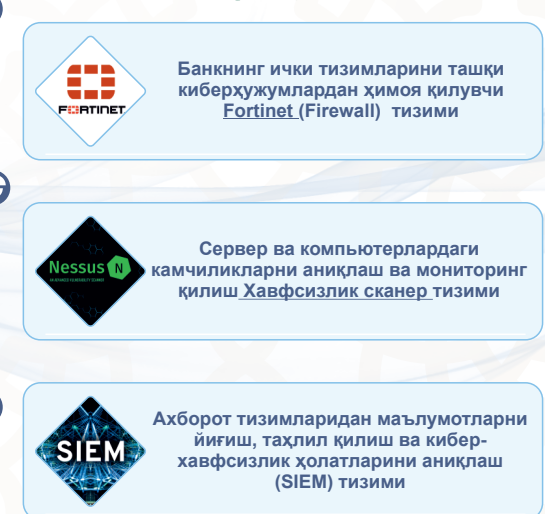 FORTINET
Банкнинг ички тизимларини ташқи
киберҳужумлардан ҳимоя қилувчи
Fortinet (Firewall) тизими
Nessus N
Сервер ва компьютерлардаги
камчиликларни аниқлаш ва мониторинг
қилиш Хавфсизлик сканер тизими
SIEM
Ахборот тизимларидан маълумотларни
йиғиш, таҳлил қилиш ва кибер-
хавфсизлик ҳолатларини аниқлаш
(SIEM) тизими